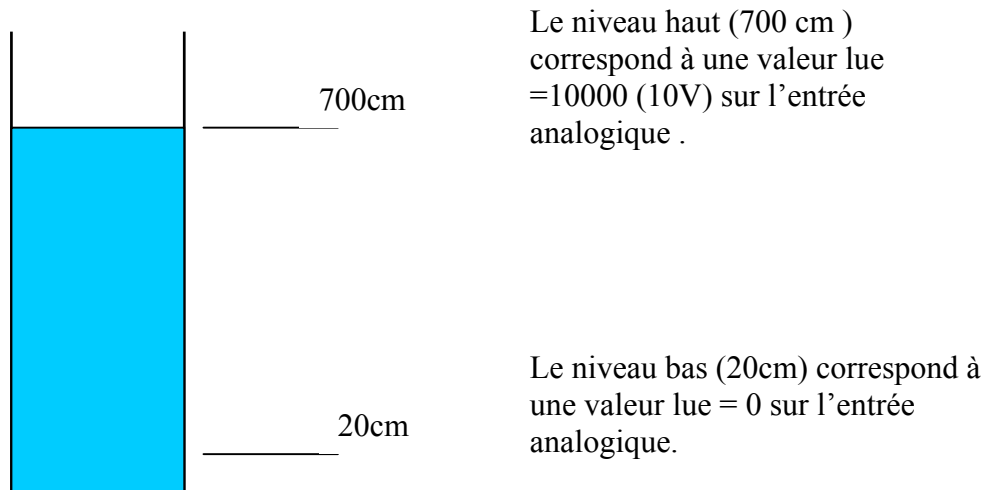 Le niveau haut (700 cm )
correspond à une valeur lue
=10000 (10V) sur l’entrée
analogique .
700cm
Le niveau bas (20cm) correspond à
une valeur lue = 0 sur l’entrée
analogique.
20cm